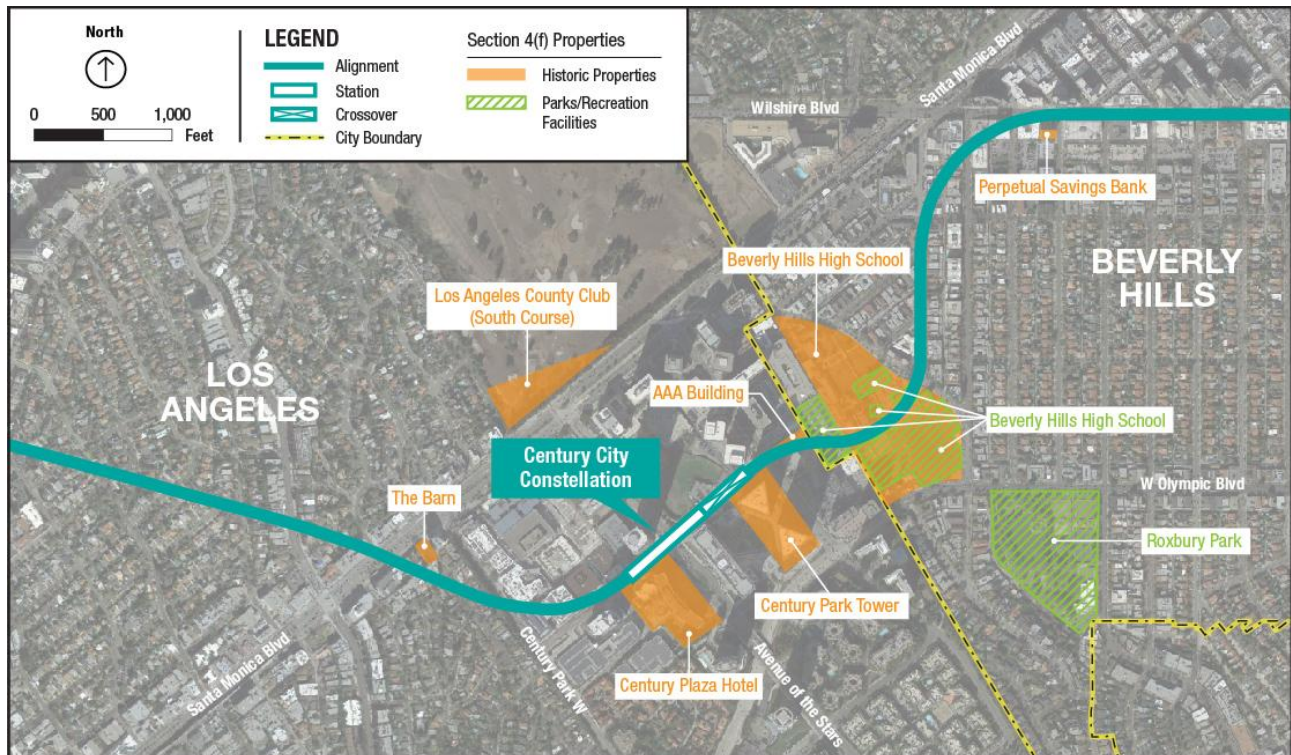 North
0 500 1,000
Feet
LEGEND
Alignment
Station
Crossover
City Boundary
Section 4(f) Properties
Historic Properties
Parks/Recreation
Facilities
Santa Monica Blvd
Wilshire Blvd
Perpetual Savings Bank
Beverly Hills High School
BEVERLY
HILLS
Los Angeles County Club
(South Course)
LOS
ANGELES
AAA Building
Beverly Hills High School
Century City
Constellation
W Olympic Blvd
The Barn
Roxbury Park
Century Park Tower
Santa Monica Blvd
Century Park W
Century Plaza Hotel
Avenue of the Stars